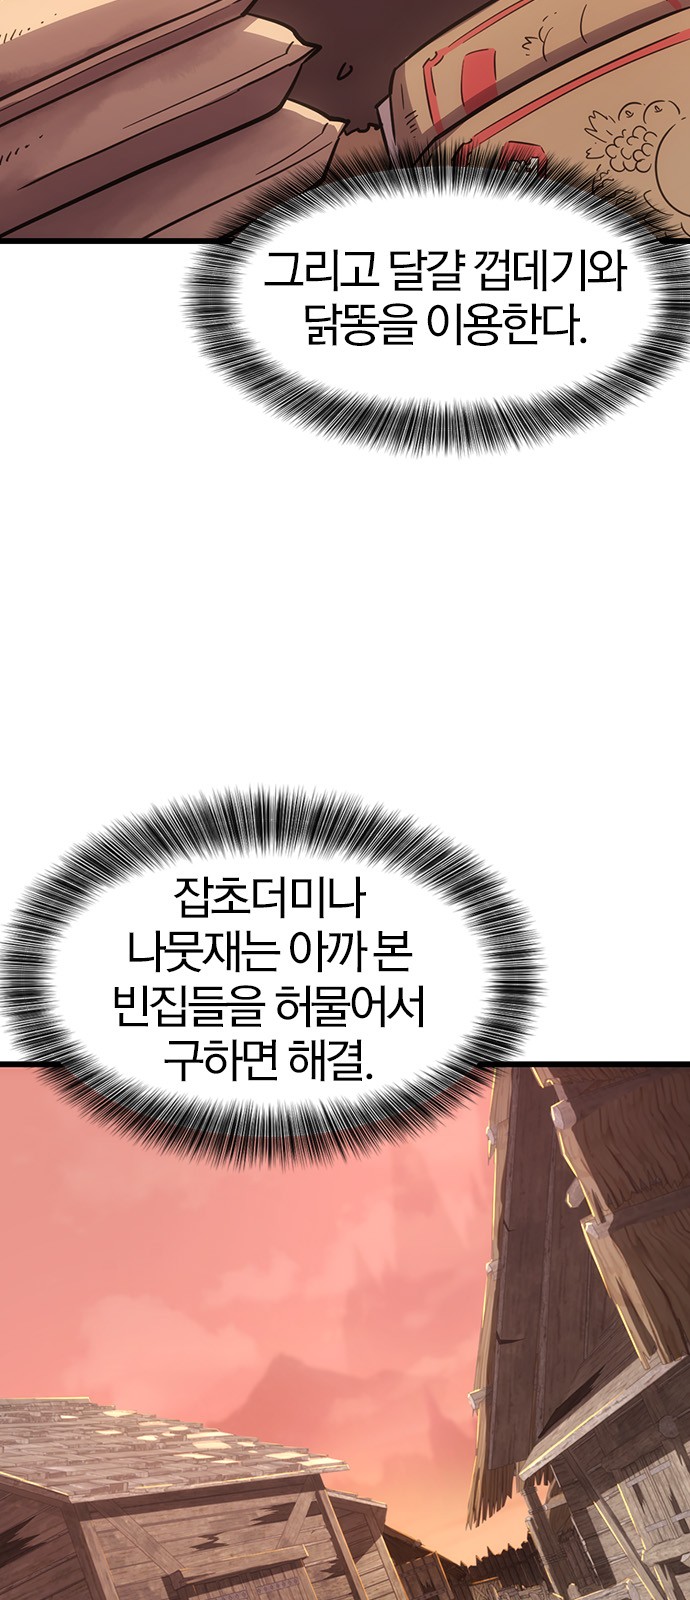 그리고 달걀 껍데기와
닭똥을 이용한다.
잡초더미나
나뭇재는 아까 본
빈집들을 허물어서
구하면 해결.